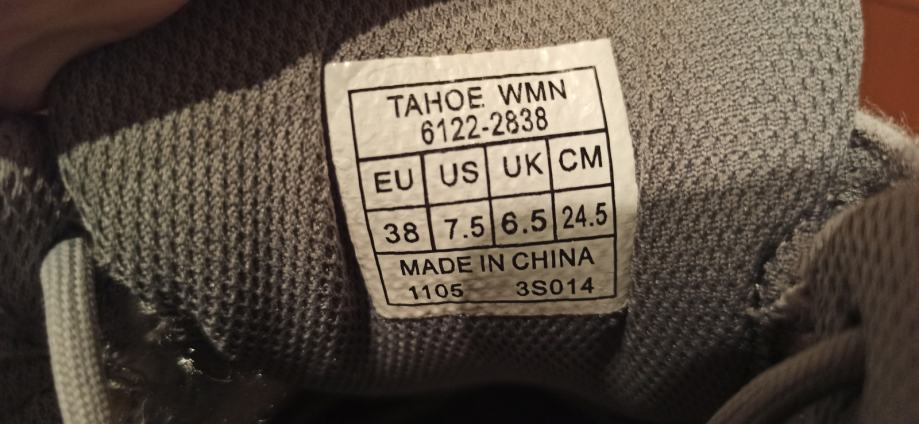 TAHOE WMN
6122-2838
EU US UK CM
38 7.5 6.5 24.5
MADE IN CHINA
1105 3S014